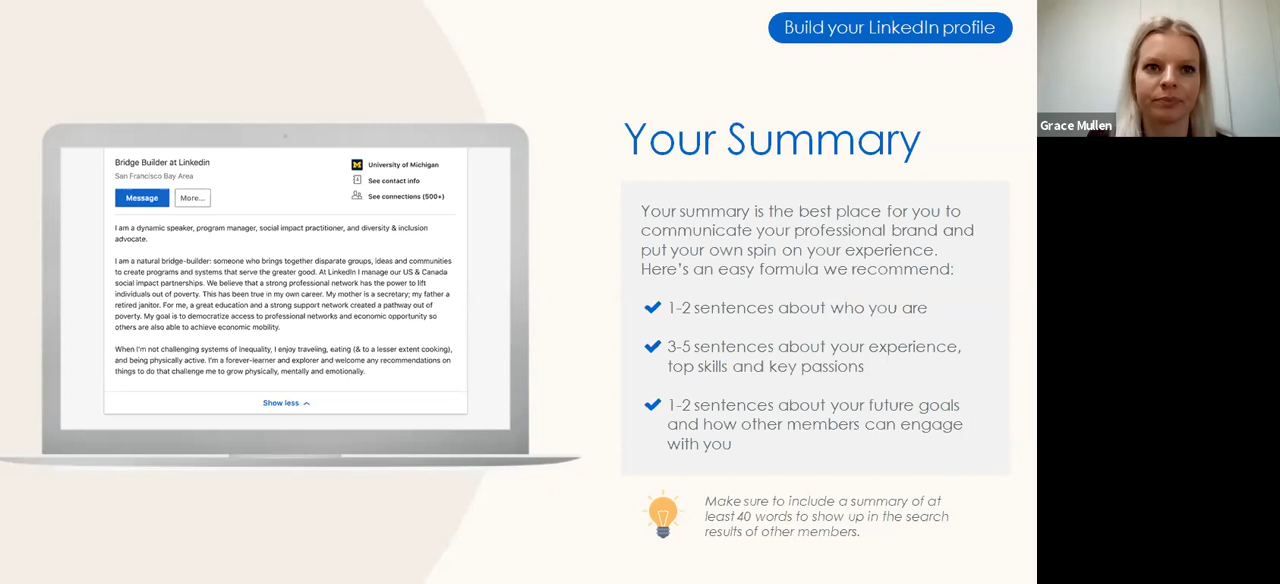 Build your LinkedIn profile
Grace Mullen
Your Summary
Bridge Builder at Linkedin
San Francisco Bay Area
Message
More...
University of Michigan
See contact info
See connections (500+)
I am a dynamic speaker, program manager, social impact practitioner, and diversity & inclusion
advocate.
I am a natural bridge-builder: someone who brings together disparate groups, ideas and communities
to create programs and systems that serve the greater good. At LinkedIn I manage our US & Canada
social impact partnerships. We believe that a strong professional network has the power to lift
individuals out of poverty. This has been true in my own career. My mother is a secretary; my father a
retired janitor. For me, a great education and a strong support network created a pathway out of
poverty. My goal is to democratize access to professional networks and economic opportunity so
others are also able to achieve economic mobility.
When I'm not challenging systems of inequality, I enjoy traveling, eating (& to a lesser extent cooking),
and being physically active. I'm a forever-learner and explorer and welcome any recommendations on
things to do that challenge me to grow physically, mentally and emotionally.
Show less
Your summary is the best place for you to
communicate your professional brand and
put your own spin on your experience.
Here's an easy formula we recommend:
1-2 sentences about who you are
3-5 sentences about your experience,
top skills and key passions
1-2 sentences about your future goals
and how other members can engage
with you
Make sure to include a summary of at
least 40 words to show up in the search
results of other members.